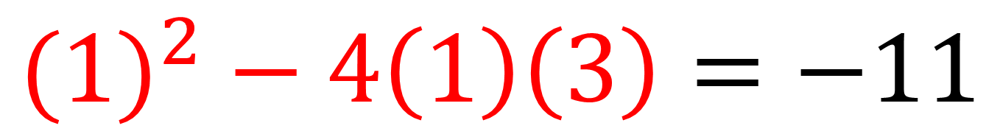 (1)² − 4(1)(3) = −11